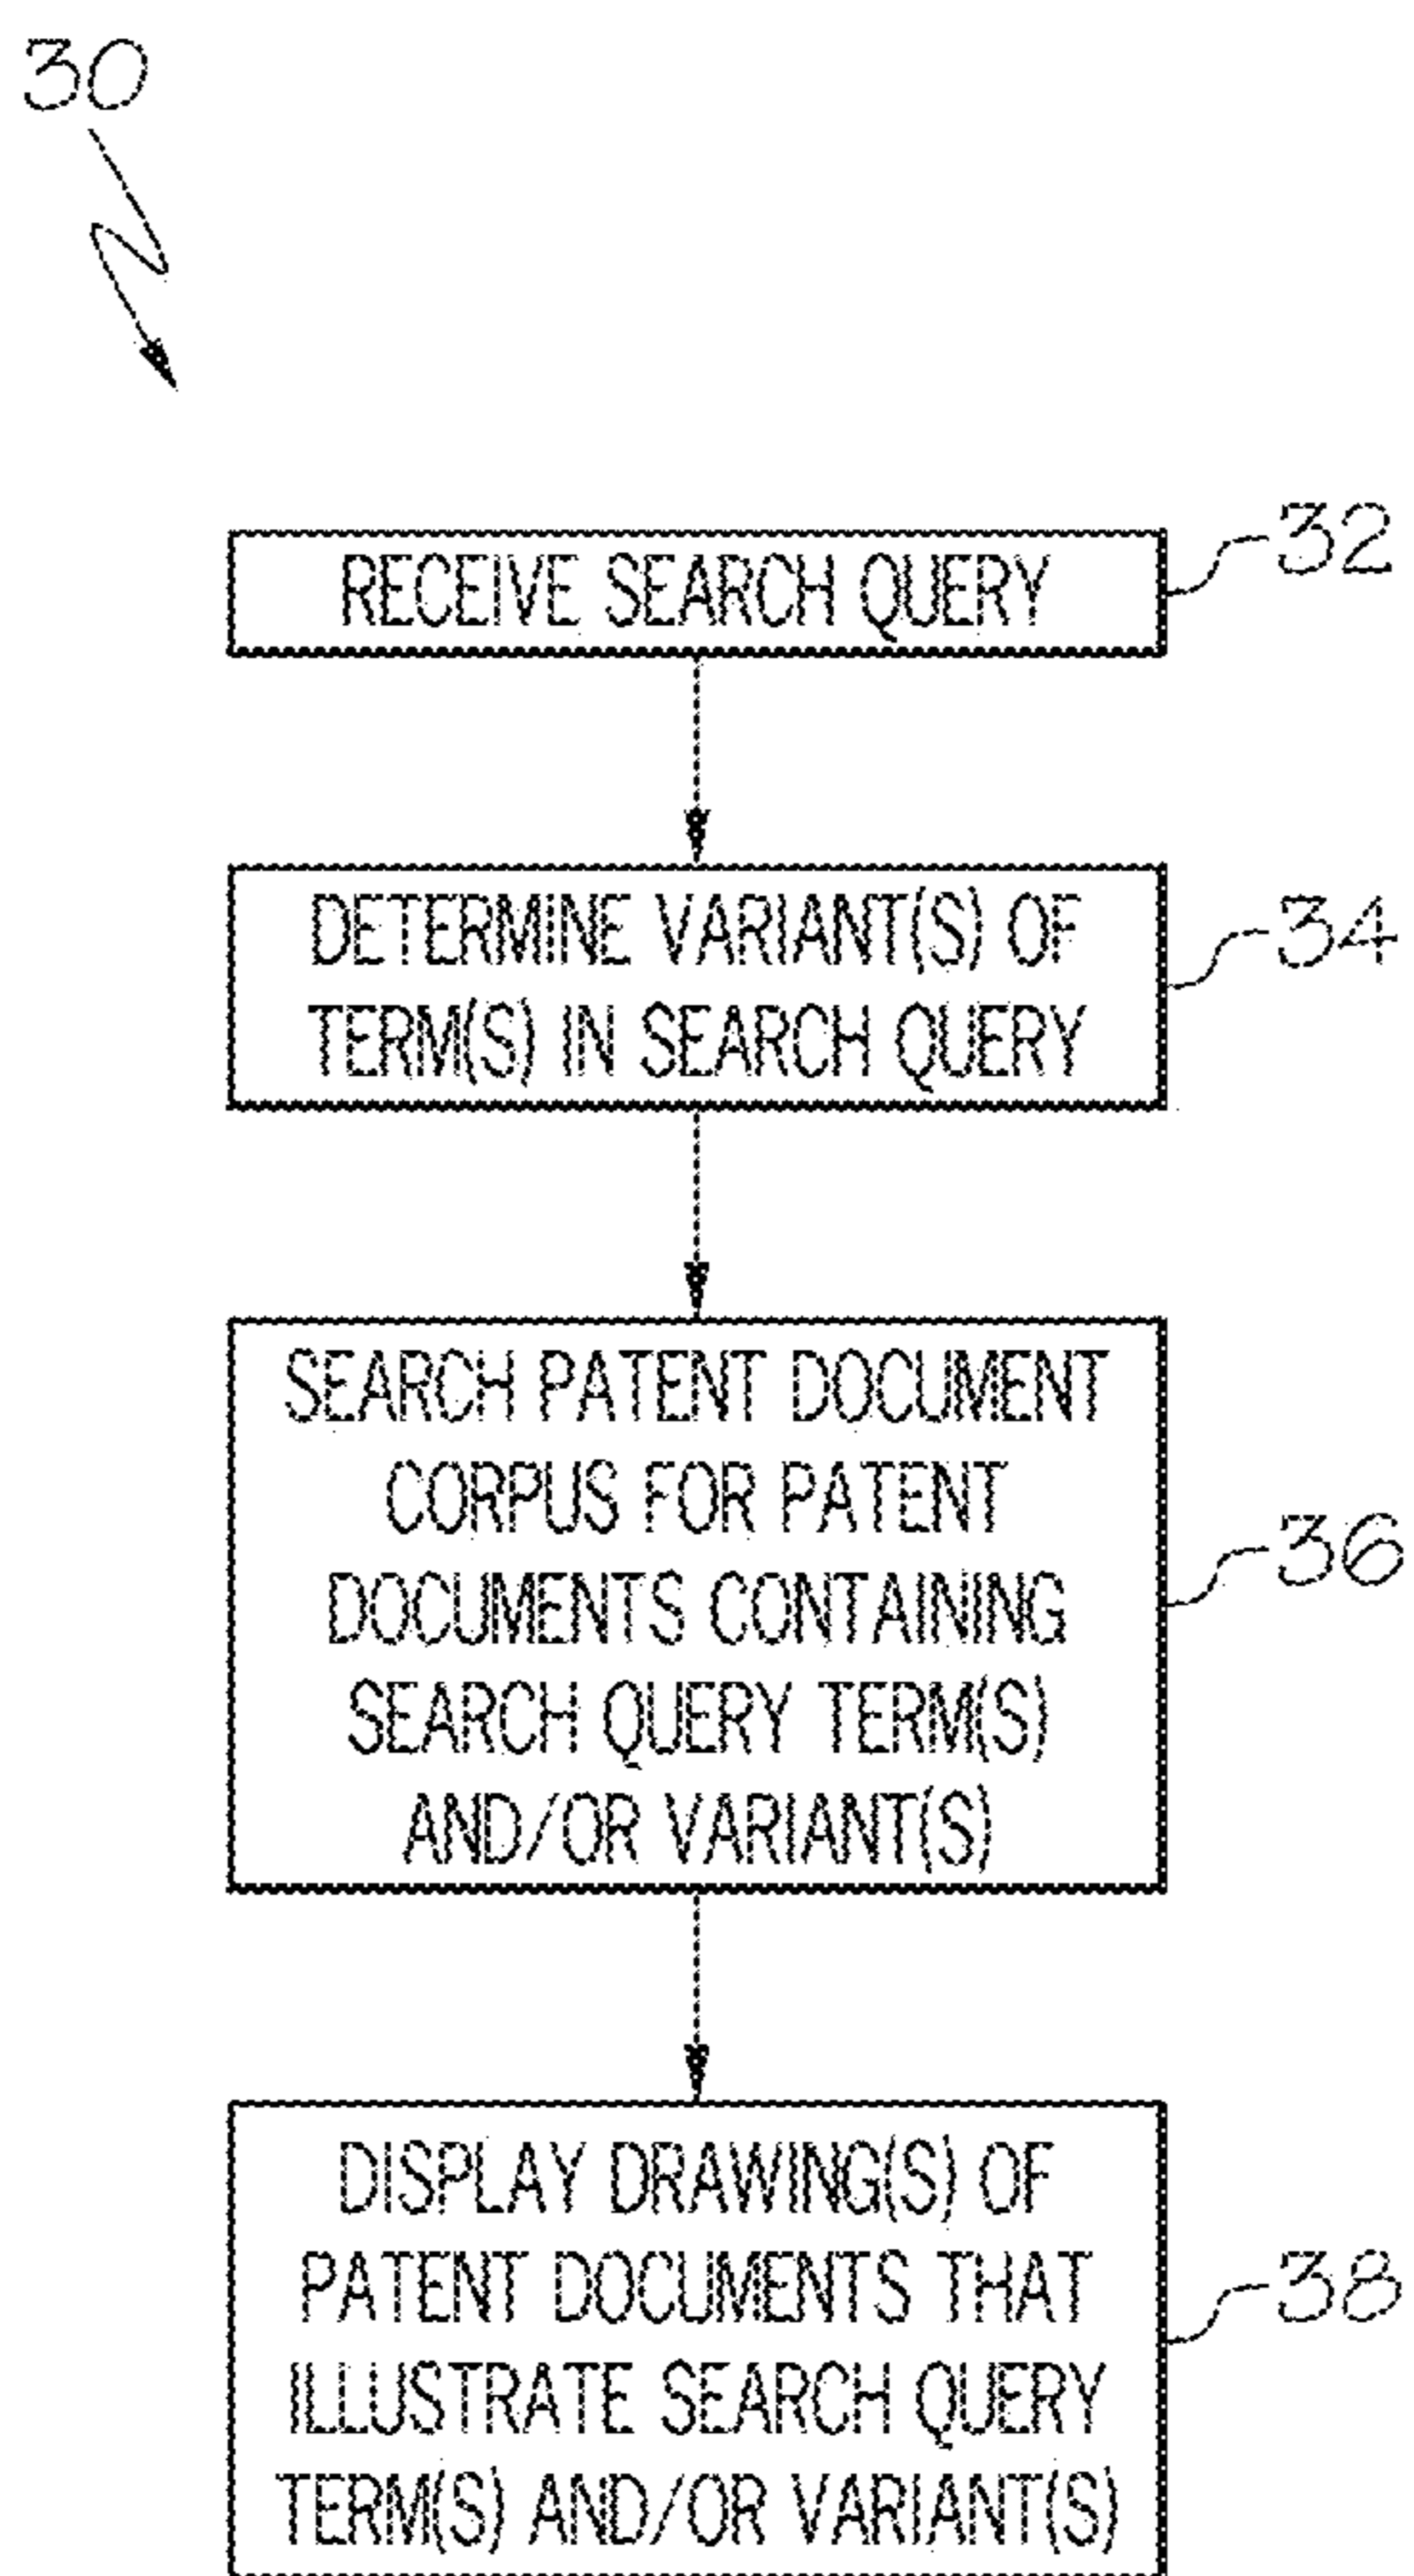 30
RECEIVE SEARCH QUERY
32
DETERMINE VARIANT(S) OF
TERM(S) IN SEARCH QUERY
34
SEARCH PATENT DOCUMENT
CORPUS FOR PATENT
DOCUMENTS CONTAINING
SEARCH QUERY TERM(S)
AND/OR VARIANT(S)
36
DISPLAY DRAWING(S) OF
PATENT DOCUMENTS THAT
ILLUSTRATE SEARCH QUERY
TERM(S) AND/OR VARIANT(S)
38